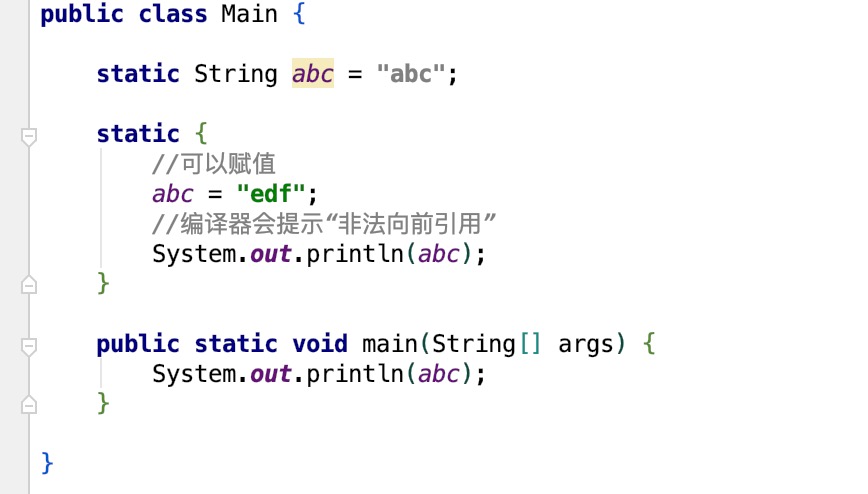 public class Main {
static String abc = "abc";
static {
//可以赋值
abc = "edf";
//编译器会提示“非法向前引用”
System.out.println(abc);
}
public static void main(String[] args) {
System.out.println(abc);
}
}